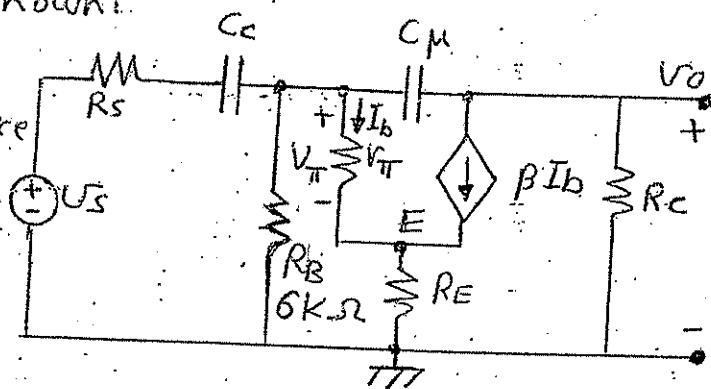 Cc
Cμ
Vo
Rs
+
Ib
+
Vπ
rπ
βIb
Rc
+
-
Us
-
E
RB
6KΩ
RE
-